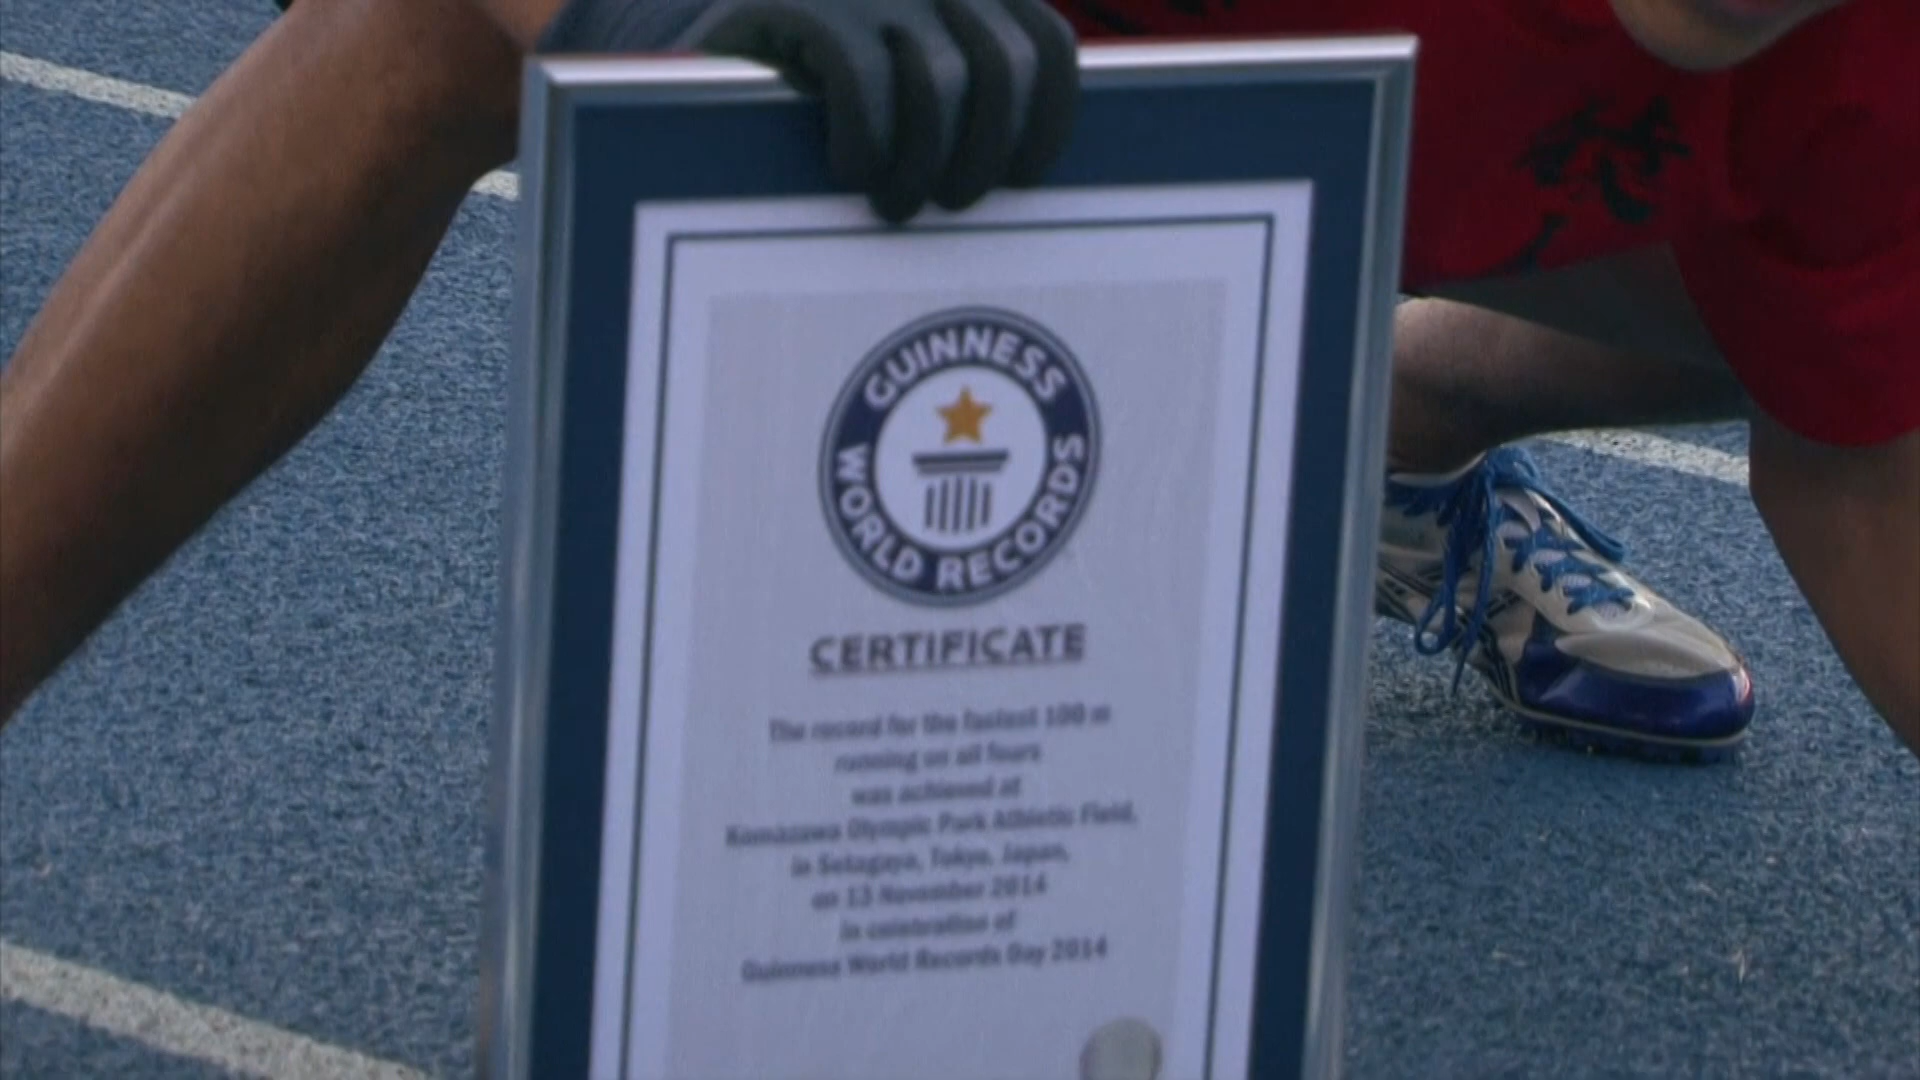 GUINNESS
WORLD RECORDS
CERTIFICATE
The record for the fastest 100 m
running on all fours
was achieved at
Komazawa Olympic Park Athletic Field,
in Setagaya, Tokyo, Japan,
on 13 November 2014
in celebration of
Guinness World Records Day 2014